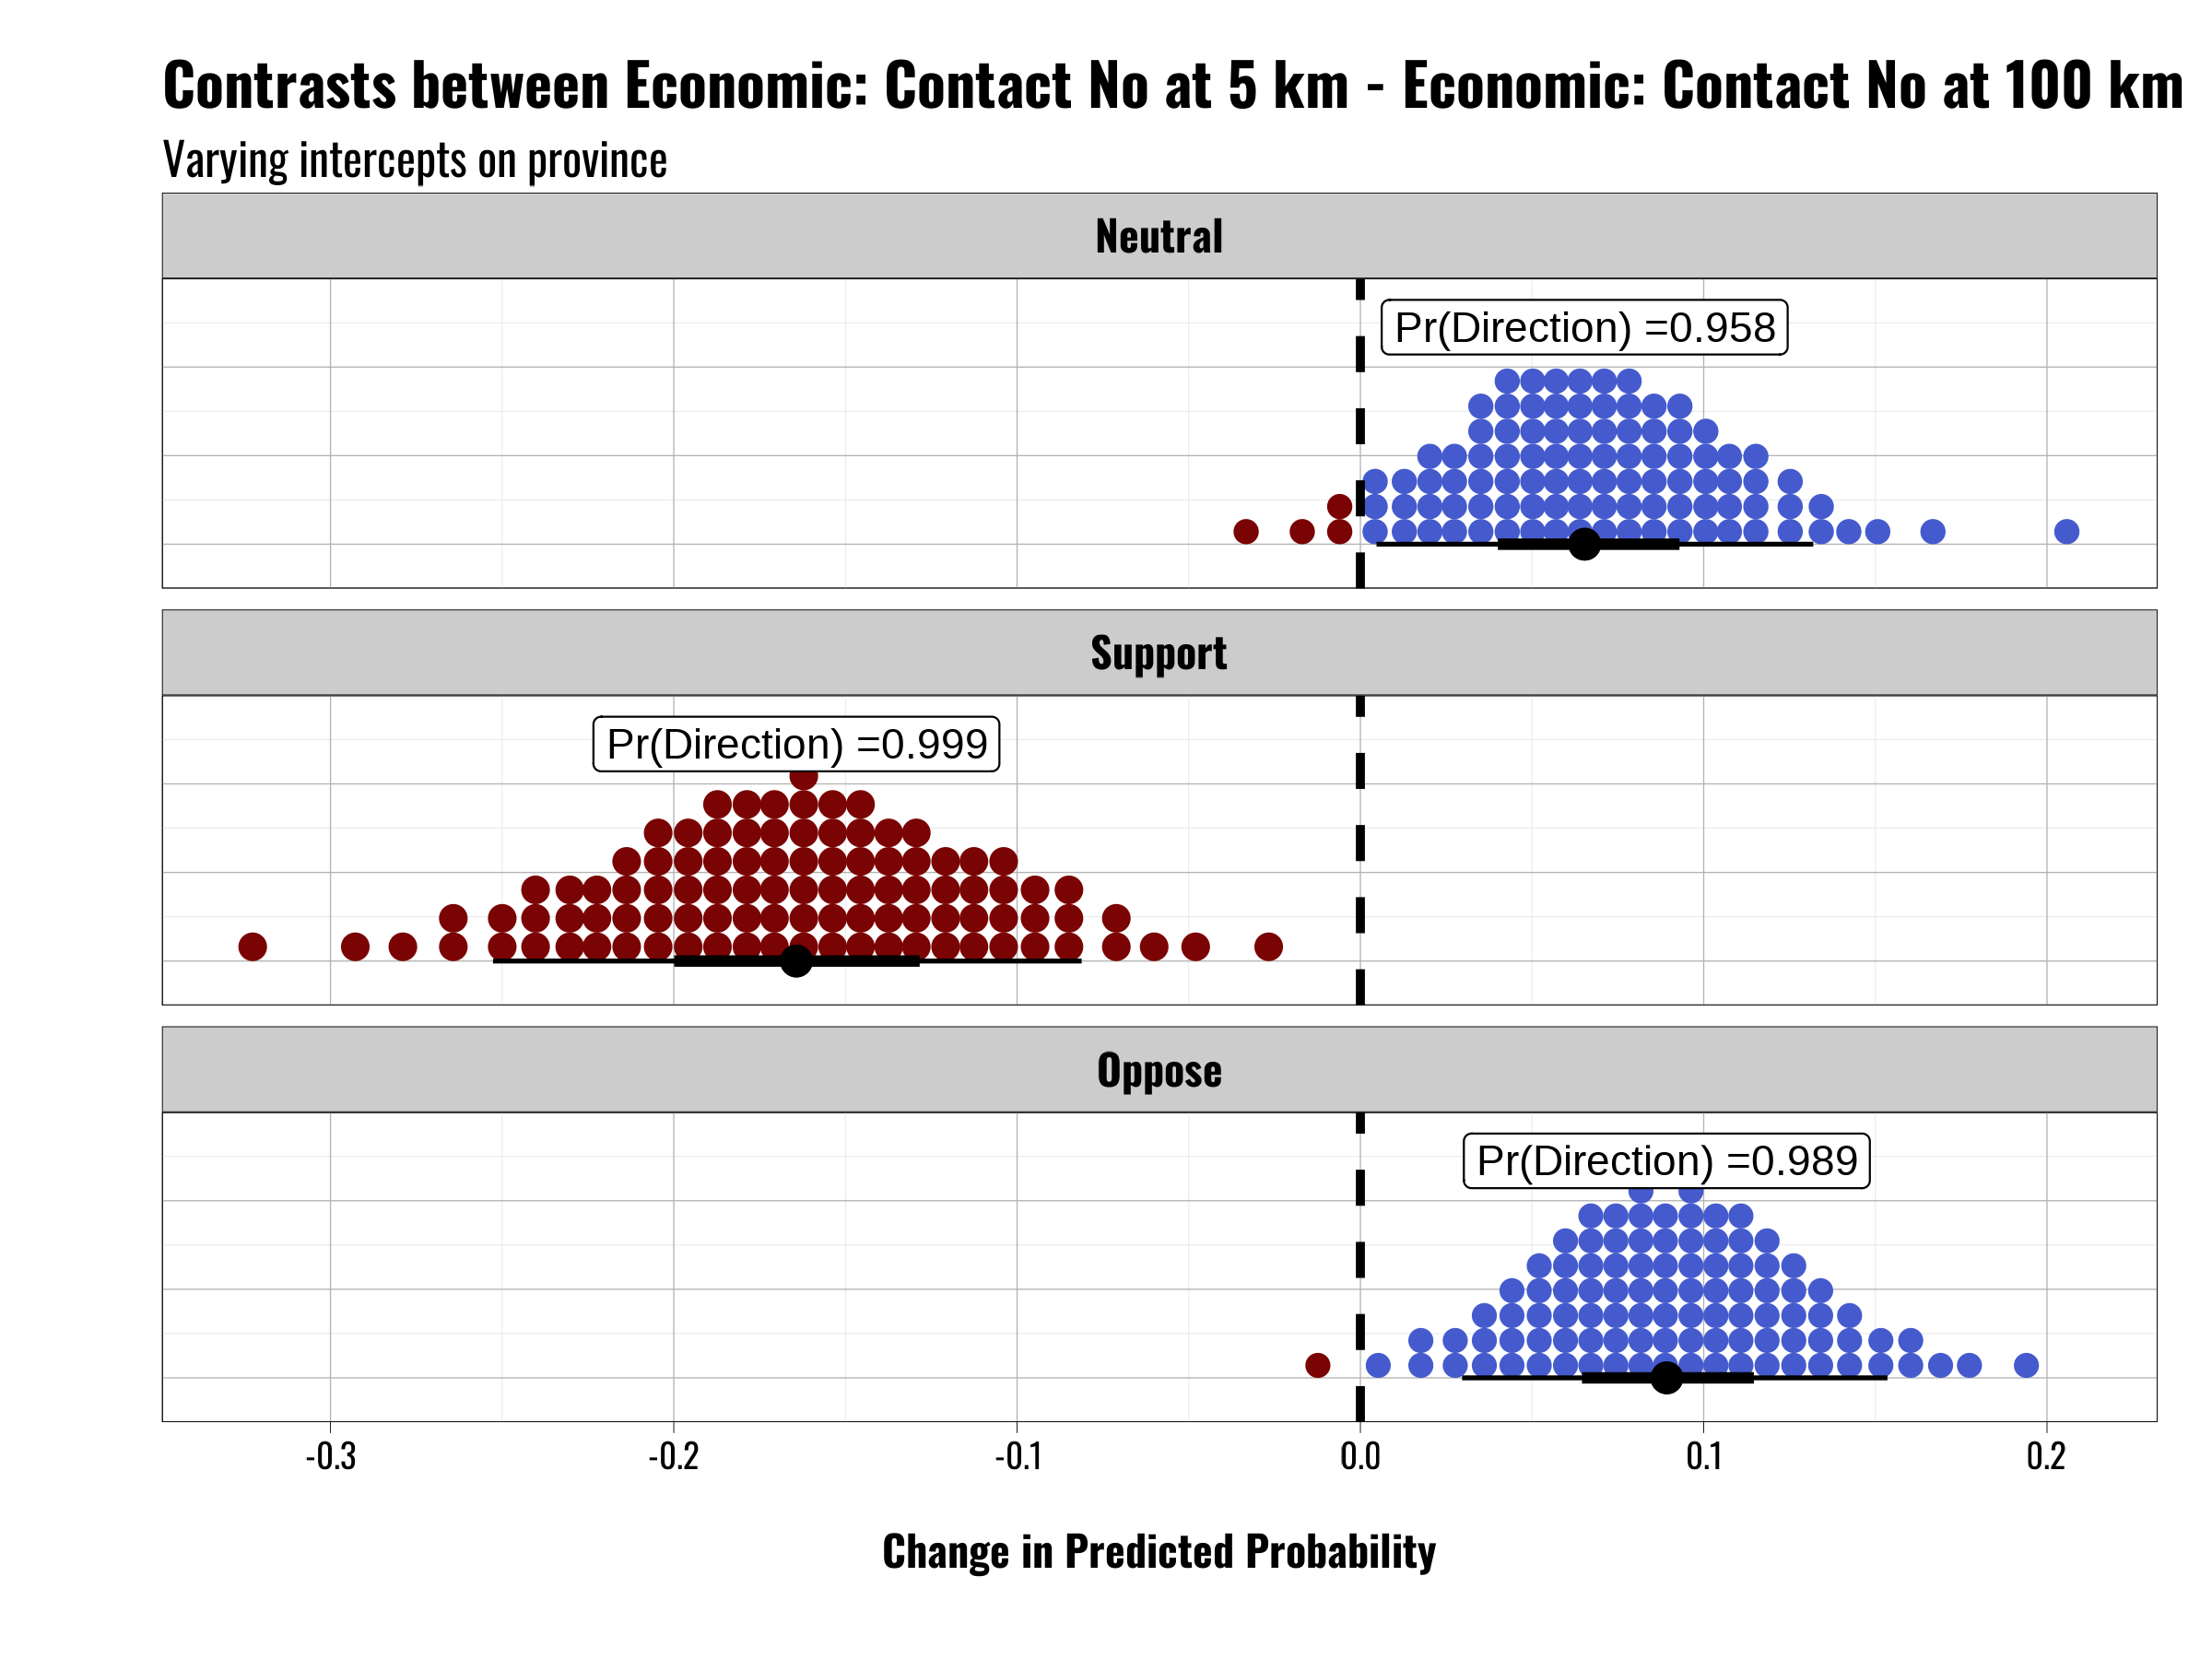 Contrasts between Economic: Contact No at 5 km - Economic: Contact No at 100 km
Varying intercepts on province
Neutral
Pr(Direction) =0.958
Support
Pr(Direction) =0.999
Oppose
Pr(Direction) =0.989
-0.3 -0.2 -0.1 0.0 0.1 0.2
Change in Predicted Probability